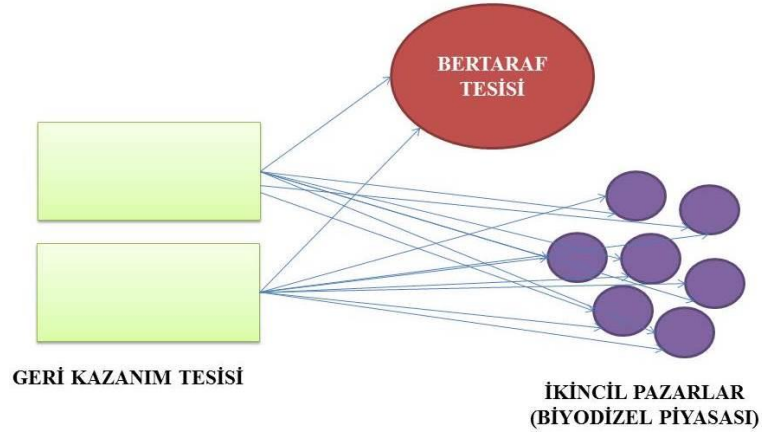 BERTARAF
TESİSİ
GERİ KAZANIM TESİSİ
İKİNCİL PAZARLAR
(BİYODİZEL PİYASASI)